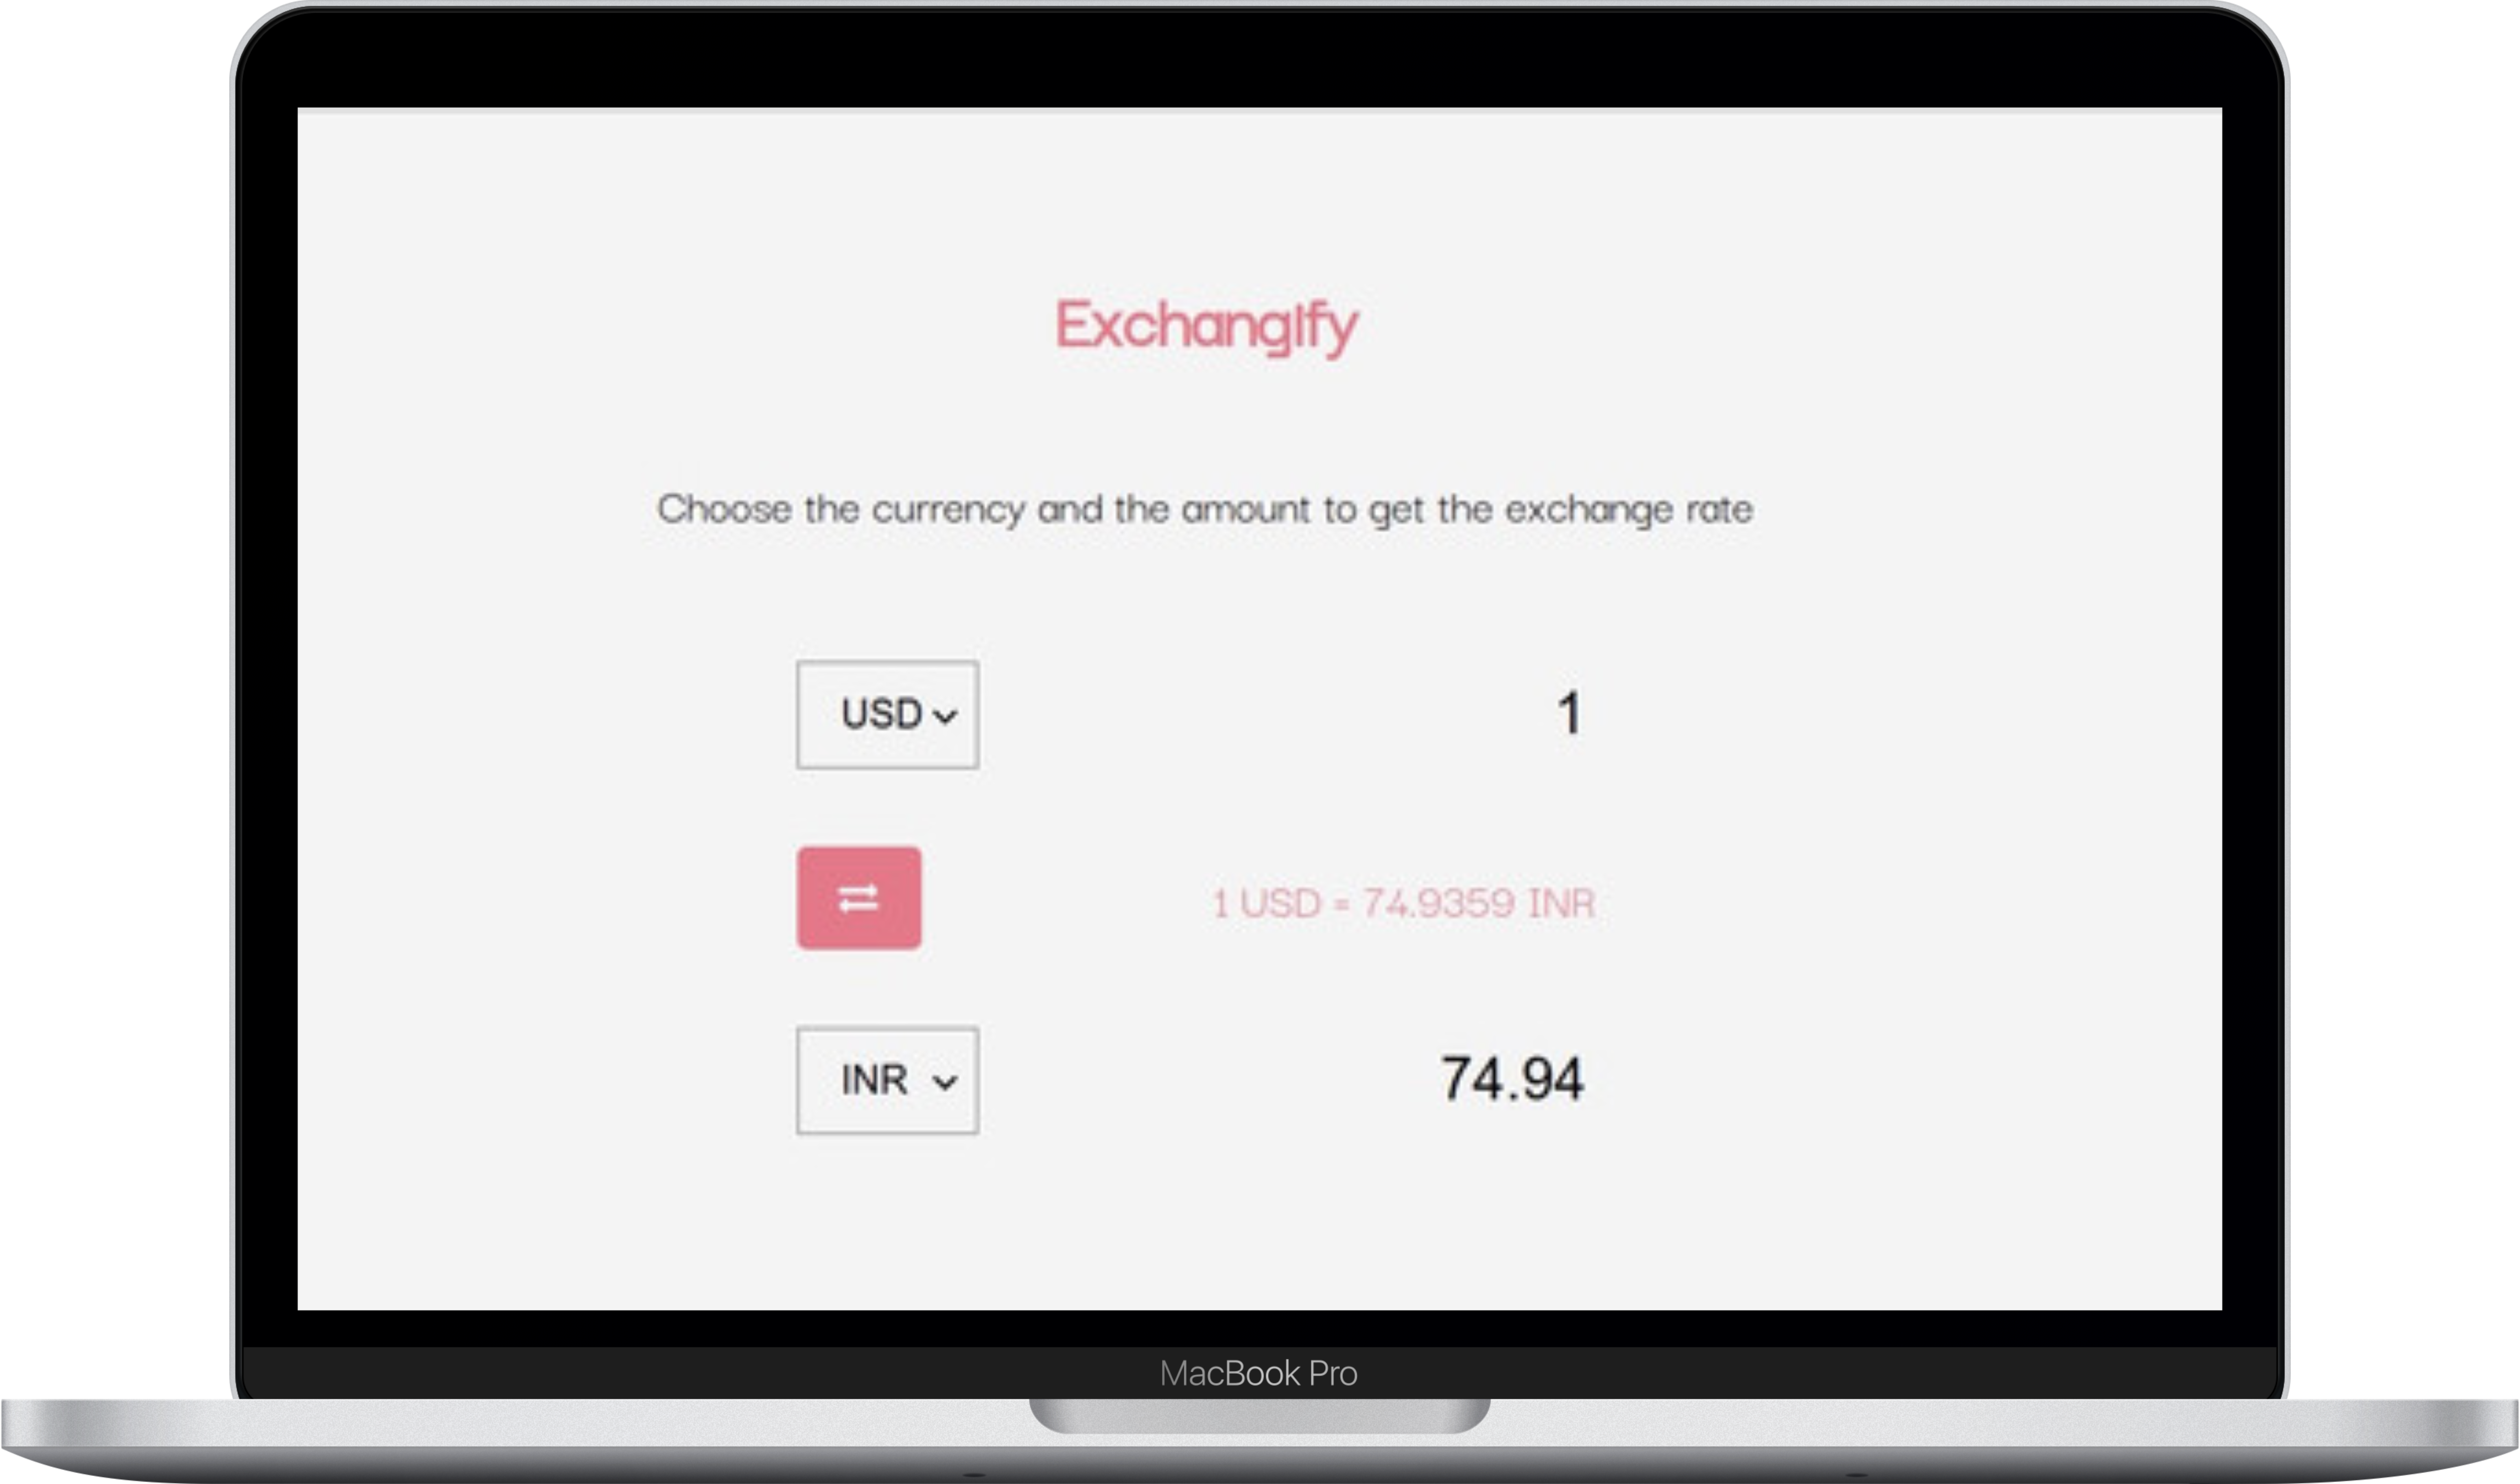 Exchangify
Choose the currency and the amount to get the exchange rate
USD 1
1 USD = 74.9359 INR
INR 74.94
MacBook Pro